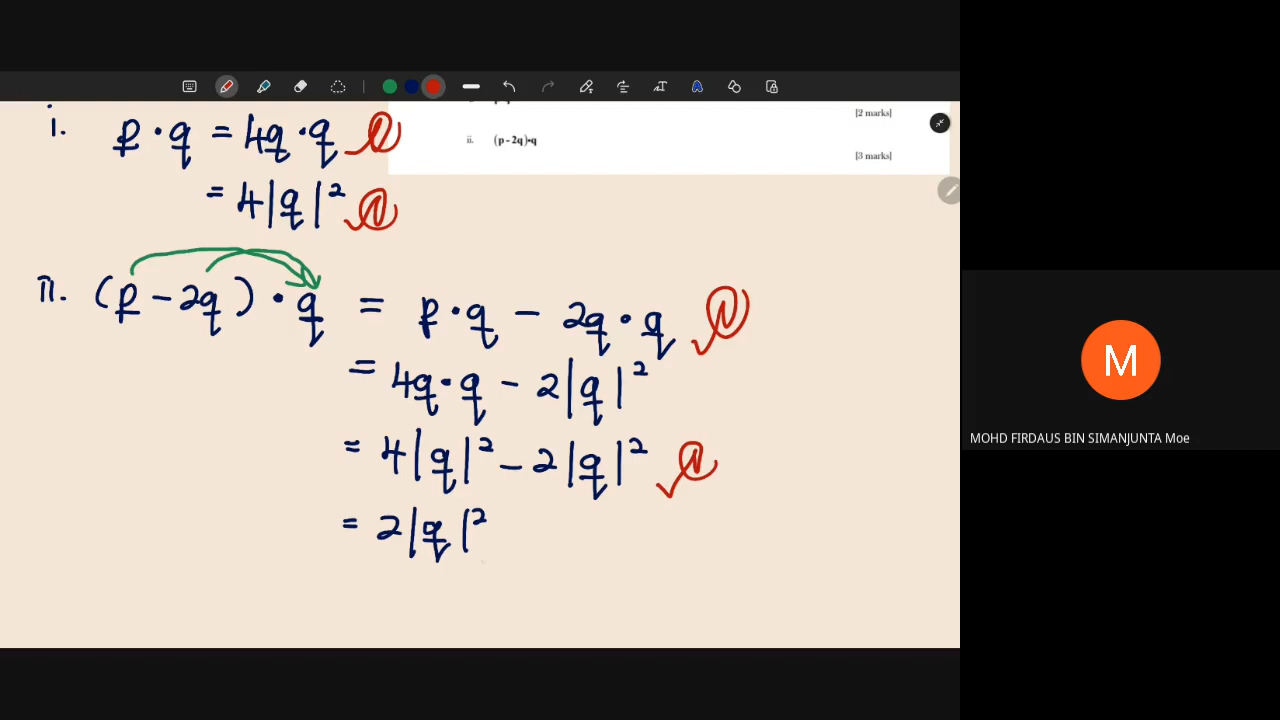 [2 marks]
ii. (p - 2q)•q
[3 marks]
i. p • q = 4q • q
= 4|q|²
ii. (p - 2q) • q = p • q - 2q • q
= 4q • q - 2|q|²
= 4|q|² - 2|q|²
= 2|q|²
M
MOHD FIRDAUS BIN SIMANJUNTA Moe